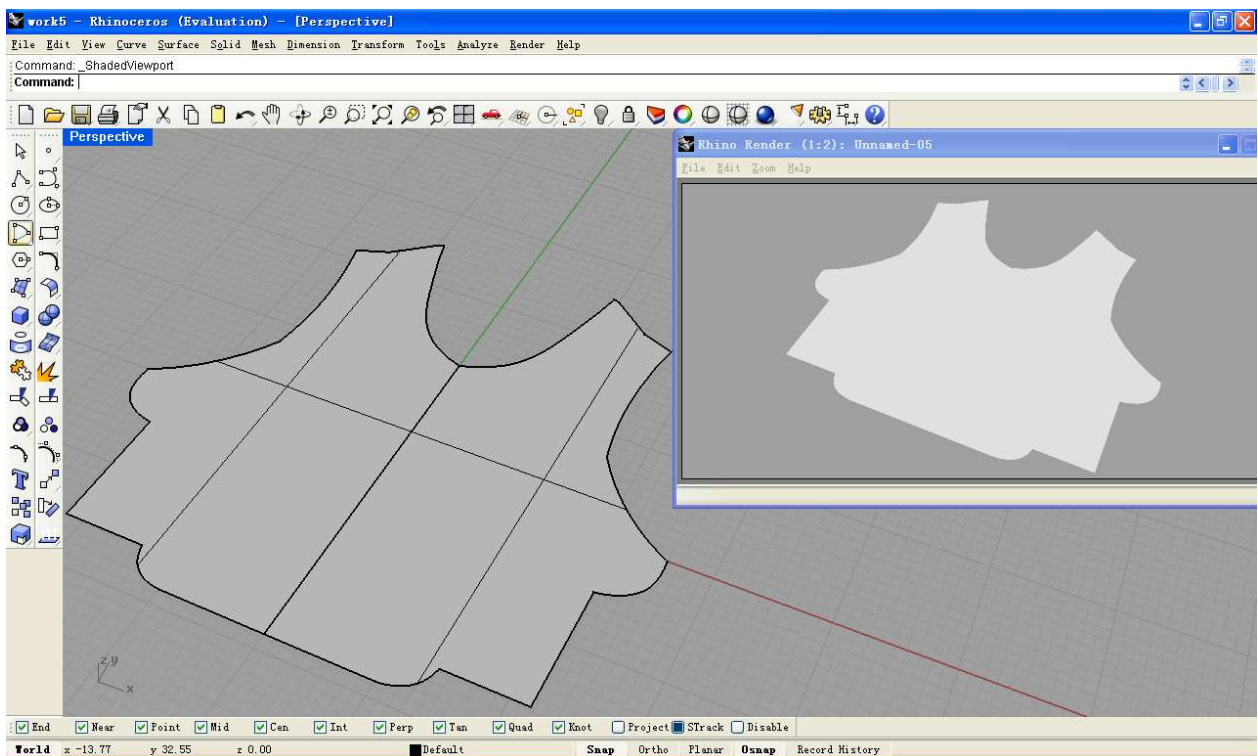 work5 - Rhinoceros (Evaluation) - [Perspective]
File Edit View Curve Surface Solid Mesh Dimension Transform Tools Analyze Render Help
Command: _ShadedViewport
Command:
Perspective
Rhino Render (1:2): Unnamed-05
File Edit Zoom Help
z y
x
End Near Point Mid Cen Int Perp Tan Quad Knot Project STrack Disable
World x -13.77 y 32.55 z 0.00 Default Snap Ortho Planar Osnap Record History